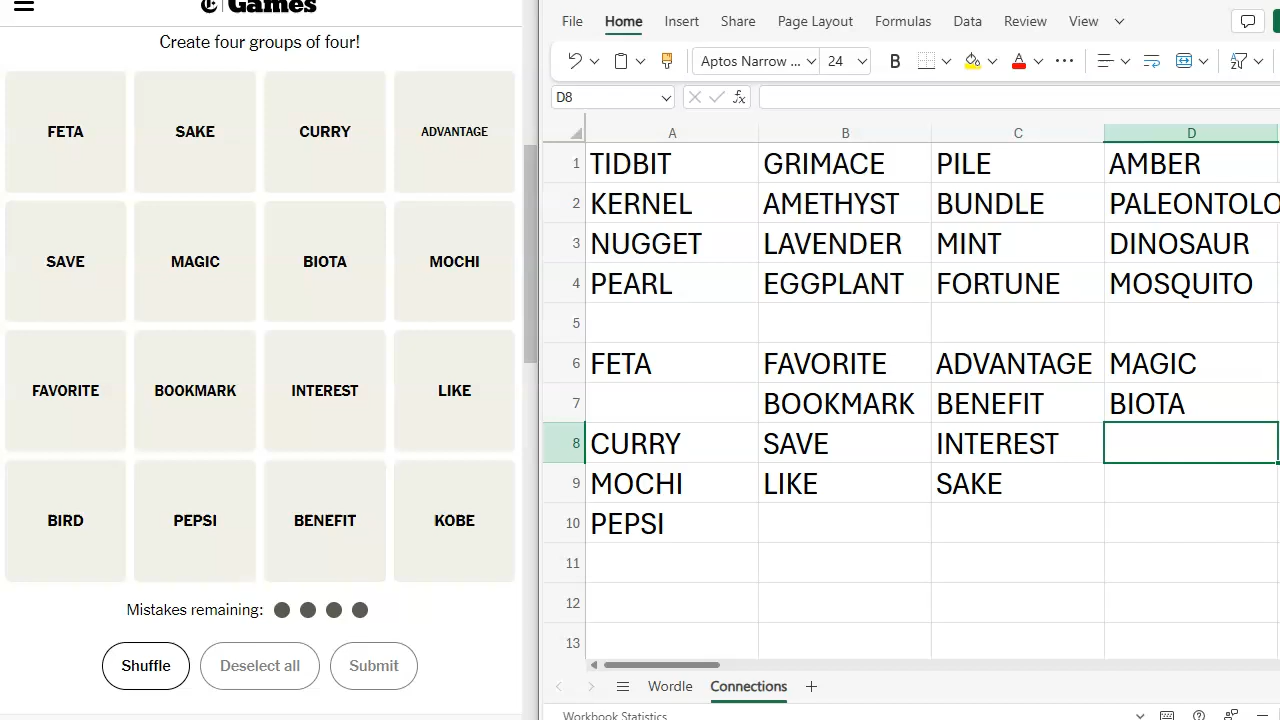 Games
Create four groups of four!
FETA SAKE CURRY ADVANTAGE
SAVE MAGIC BIOTA MOCHI
FAVORITE BOOKMARK INTEREST LIKE
BIRD PEPSI BENEFIT KOBE
Mistakes remaining:
Shuffle Deselect all Submit
File Home Insert Share Page Layout Formulas Data Review View
Aptos Narrow ... 24 B A
D8 fx
A B C D
1 TIDBIT GRIMACE PILE AMBER
2 KERNEL AMETHYST BUNDLE PALEONTOLO
3 NUGGET LAVENDER MINT DINOSAUR
4 PEARL EGGPLANT FORTUNE MOSQUITO
5
6 FETA FAVORITE ADVANTAGE MAGIC
7 BOOKMARK BENEFIT BIOTA
8 CURRY SAVE INTEREST
9 MOCHI LIKE SAKE
10 PEPSI
11
12
13
Wordle Connections
Workbook Statistics